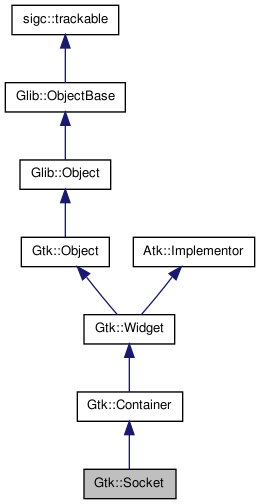 sigc::trackable
Glib::ObjectBase
Glib::Object
Gtk::Object
Atk::Implementor
Gtk::Widget
Gtk::Container
Gtk::Socket